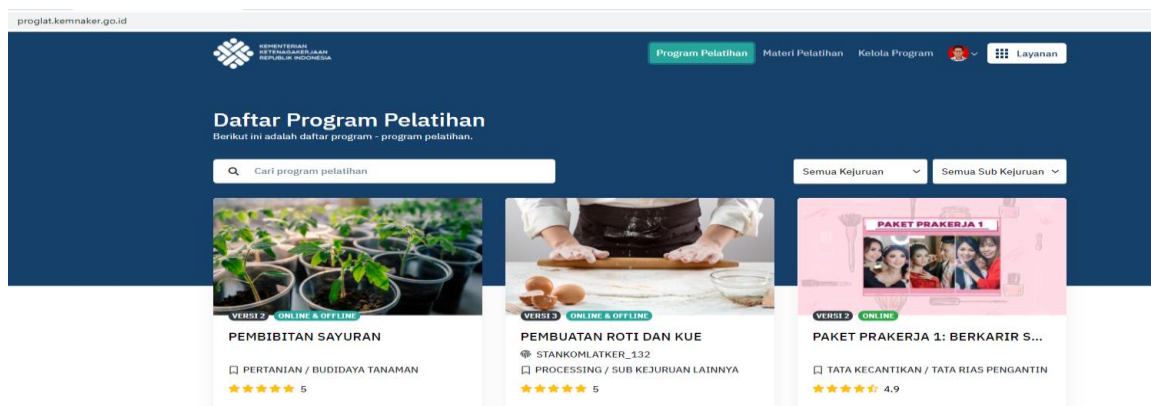 proglat.kemnaker.go.id
KEMENTERIAN
KETENAGAKERJAAN
REPUBLIK INDONESIA
Program Pelatihan Materi Pelatihan Kelola Program Layanan
Daftar Program Pelatihan
Berikut ini adalah daftar program - program pelatihan.
Cari program pelatihan Semua Kejuruan Semua Sub Kejuruan
PAKET PRAKERJA 1
VERSI 2 ONLINE & OFFLINE
PEMBIBITAN SAYURAN
PERTANIAN / BUDIDAYA TANAMAN
5
VERSI 3 ONLINE & OFFLINE
PEMBUATAN ROTI DAN KUE
STANKOMLATKER_132
PROCESSING / SUB KEJURUAN LAINNYA
5
VERSI 2 ONLINE
PAKET PRAKERJA 1: BERKARIR S...
TATA KECANTIKAN / TATA RIAS PENGANTIN
4.9